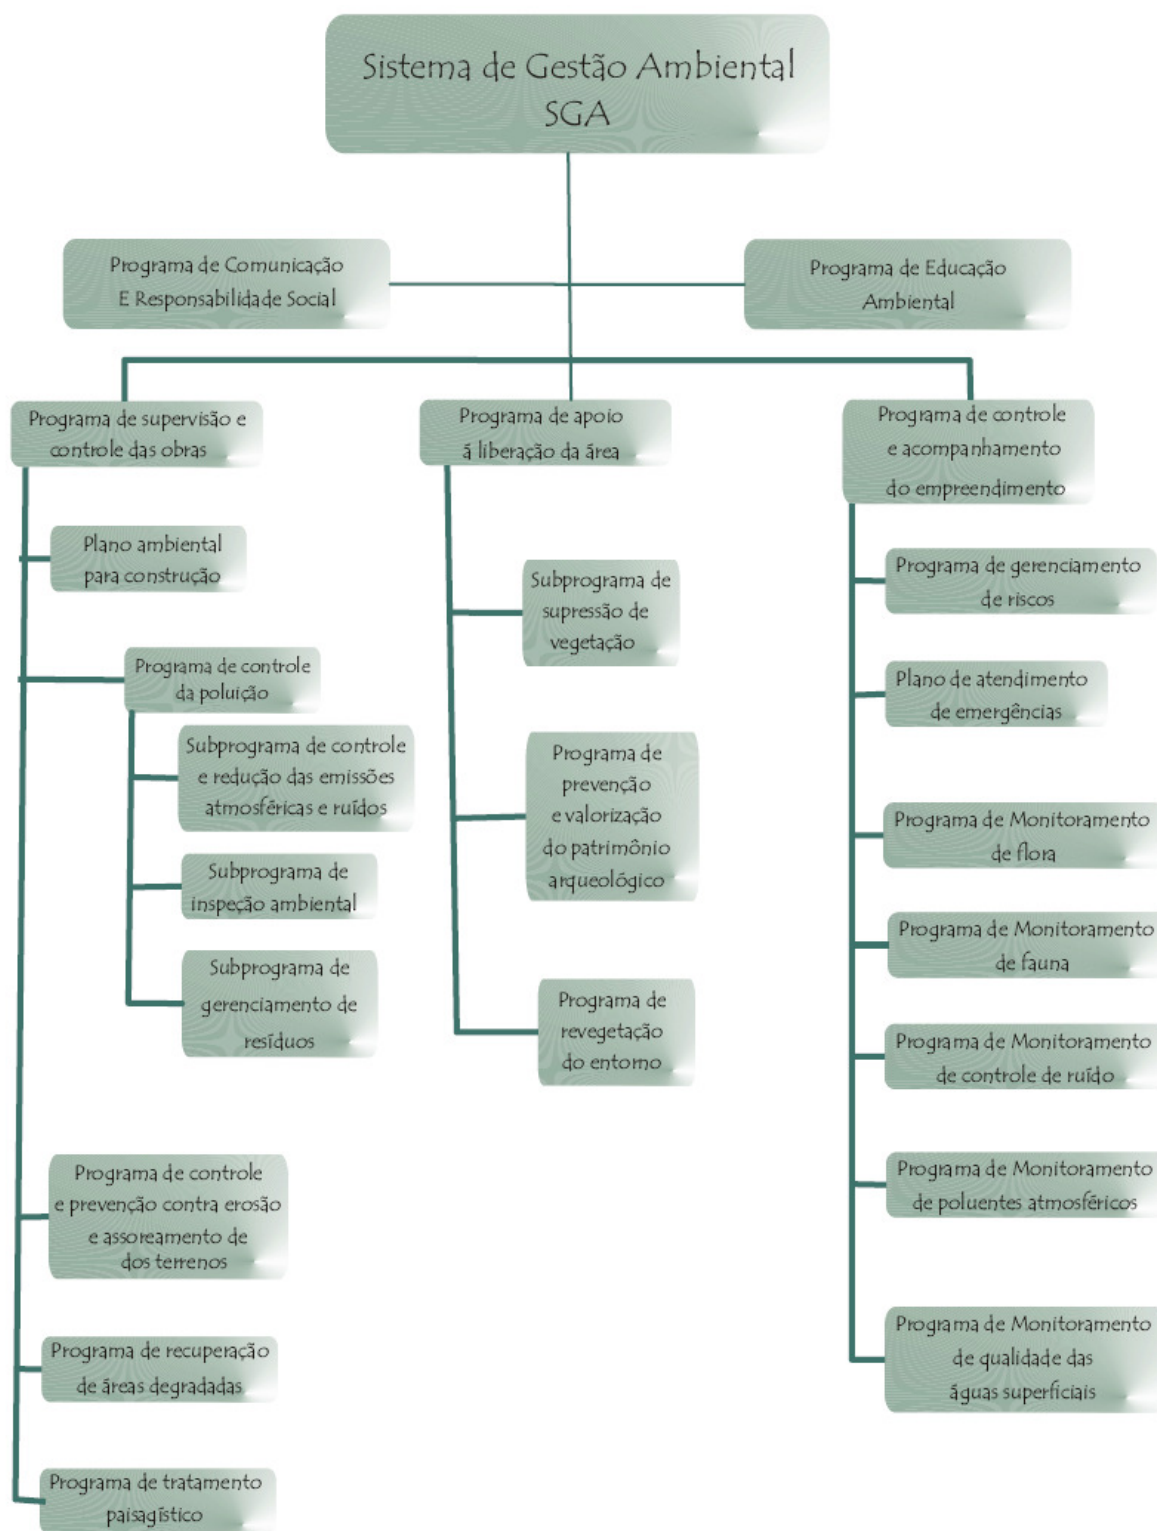 Sistema de Gestão Ambiental
SGA
Programa de Comunicação
E Responsabilidade Social
Programa de Educação
Ambiental
Programa de supervisão e
controle das obras
Plano ambiental
para construção
Programa de controle
da poluição
Subprograma de controle
e redução das emissões
atmosféricas e ruídos
Subprograma de
inspeção ambiental
Subprograma de
gerenciamento de
resíduos
Programa de controle
e prevenção contra erosão
e assoreamento de
dos terrenos
Programa de recuperação
de áreas degradadas
Programa de tratamento
paisagístico
Programa de apoio
á liberação da área
Subprograma de
supressão de
vegetação
Programa de
prevenção
e valorização
do patrimônio
arqueológico
Programa de
revegetação
do entorno
Programa de controle
e acompanhamento
do empreendimento
Programa de gerenciamento
de riscos
Plano de atendimento
de emergências
Programa de Monitoramento
de flora
Programa de Monitoramento
de fauna
Programa de Monitoramento
de controle de ruído
Programa de Monitoramento
de poluentes atmosféricos
Programa de Monitoramento
de qualidade das
águas superficiais